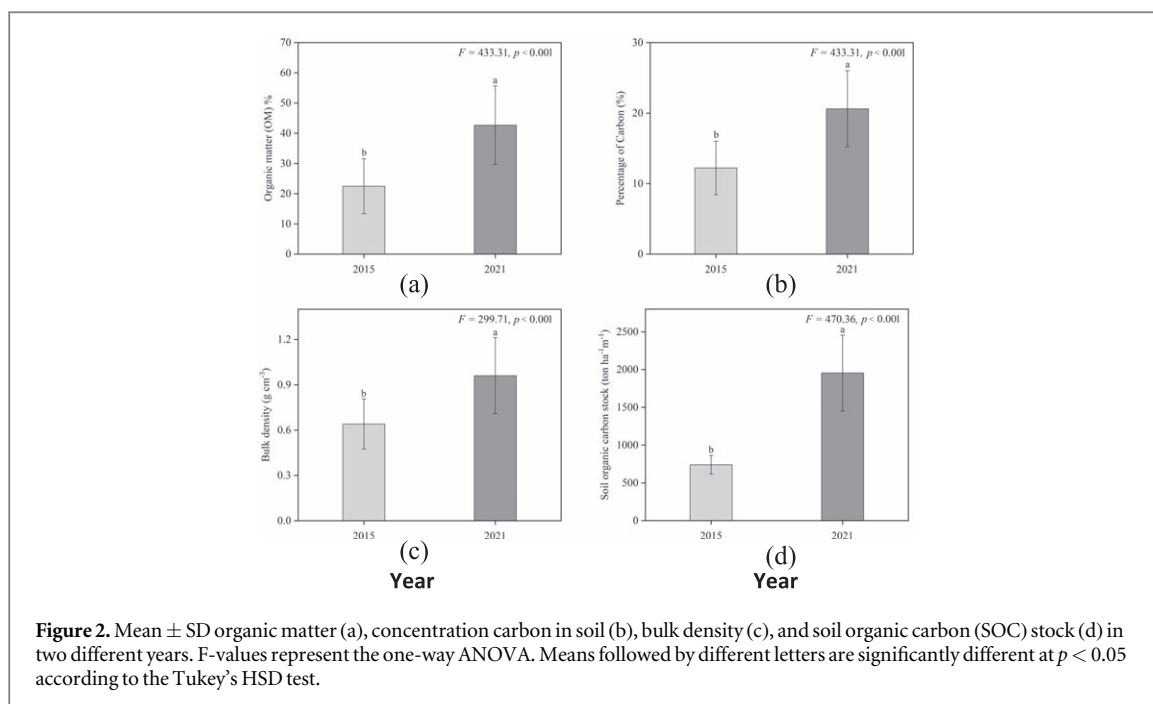 F = 433.31, p < 0.001
70
60
50
40
30
20
10
0
Organic matter (OM) %
b
a
2015 2021
(a)
F = 433.31, p < 0.001
30
20
10
0
Percentage of Carbon (%)
b
a
2015 2021
(b)
F = 299.71, p < 0.001
1.2
0.9
0.6
0.3
0.0
Bulk density (g cm⁻³)
b
a
2015 2021
(c)
Year
F = 470.36, p < 0.001
2500
2000
1500
1000
500
0
Soil organic carbon stock (ton ha⁻¹m⁻¹)
b
a
2015 2021
(d)
Year
Figure 2. Mean ± SD organic matter (a), concentration carbon in soil (b), bulk density (c), and soil organic carbon (SOC) stock (d) in
two different years. F-values represent the one-way ANOVA. Means followed by different letters are significantly different at p < 0.05
according to the Tukey's HSD test.